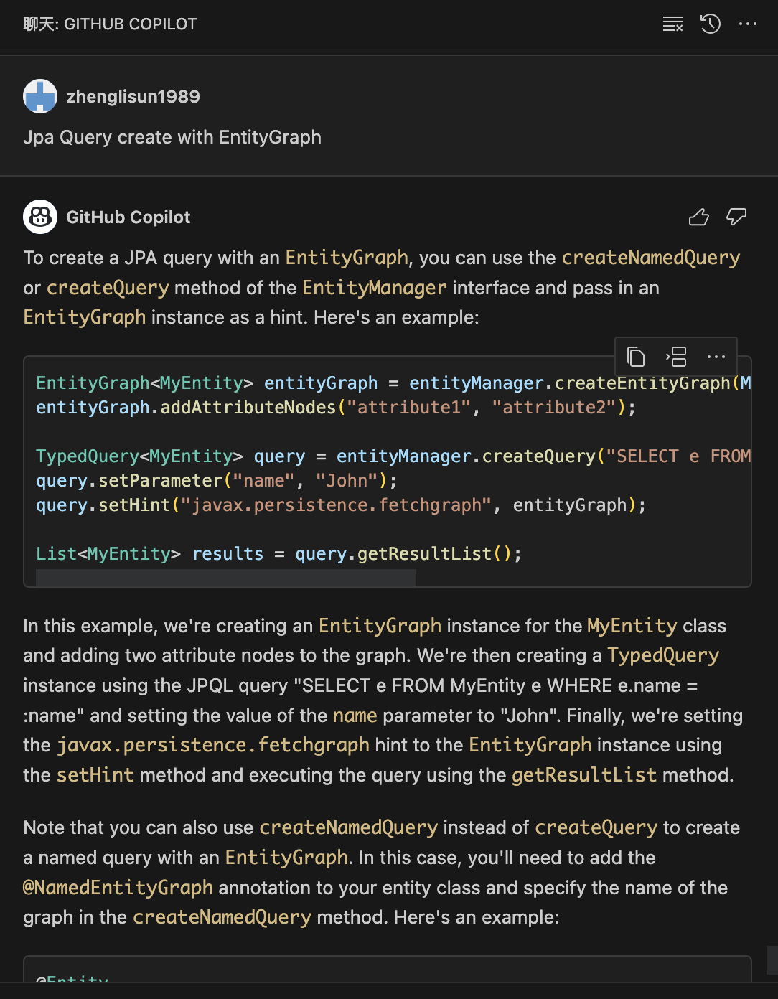 聊天: GITHUB COPILOT
zhenglisun1989
Jpa Query create with EntityGraph
GitHub Copilot
To create a JPA query with an EntityGraph, you can use the createNamedQuery
or createQuery method of the EntityManager interface and pass in an
EntityGraph instance as a hint. Here's an example:
EntityGraph<MyEntity> entityGraph = entityManager.createEntityGraph(M
entityGraph.addAttributeNodes("attribute1", "attribute2");
TypedQuery<MyEntity> query = entityManager.createQuery("SELECT e FROM
query.setParameter("name", "John");
query.setHint("javax.persistence.fetchgraph", entityGraph);
List<MyEntity> results = query.getResultList();
In this example, we're creating an EntityGraph instance for the MyEntity class
and adding two attribute nodes to the graph. We're then creating a TypedQuery
instance using the JPQL query "SELECT e FROM MyEntity e WHERE e.name =
:name" and setting the value of the name parameter to "John". Finally, we're setting
the javax.persistence.fetchgraph hint to the EntityGraph instance using
the setHint method and executing the query using the getResultList method.
Note that you can also use createNamedQuery instead of createQuery to create
a named query with an EntityGraph. In this case, you'll need to add the
@NamedEntityGraph annotation to your entity class and specify the name of the
graph in the createNamedQuery method. Here's an example:
@Entity